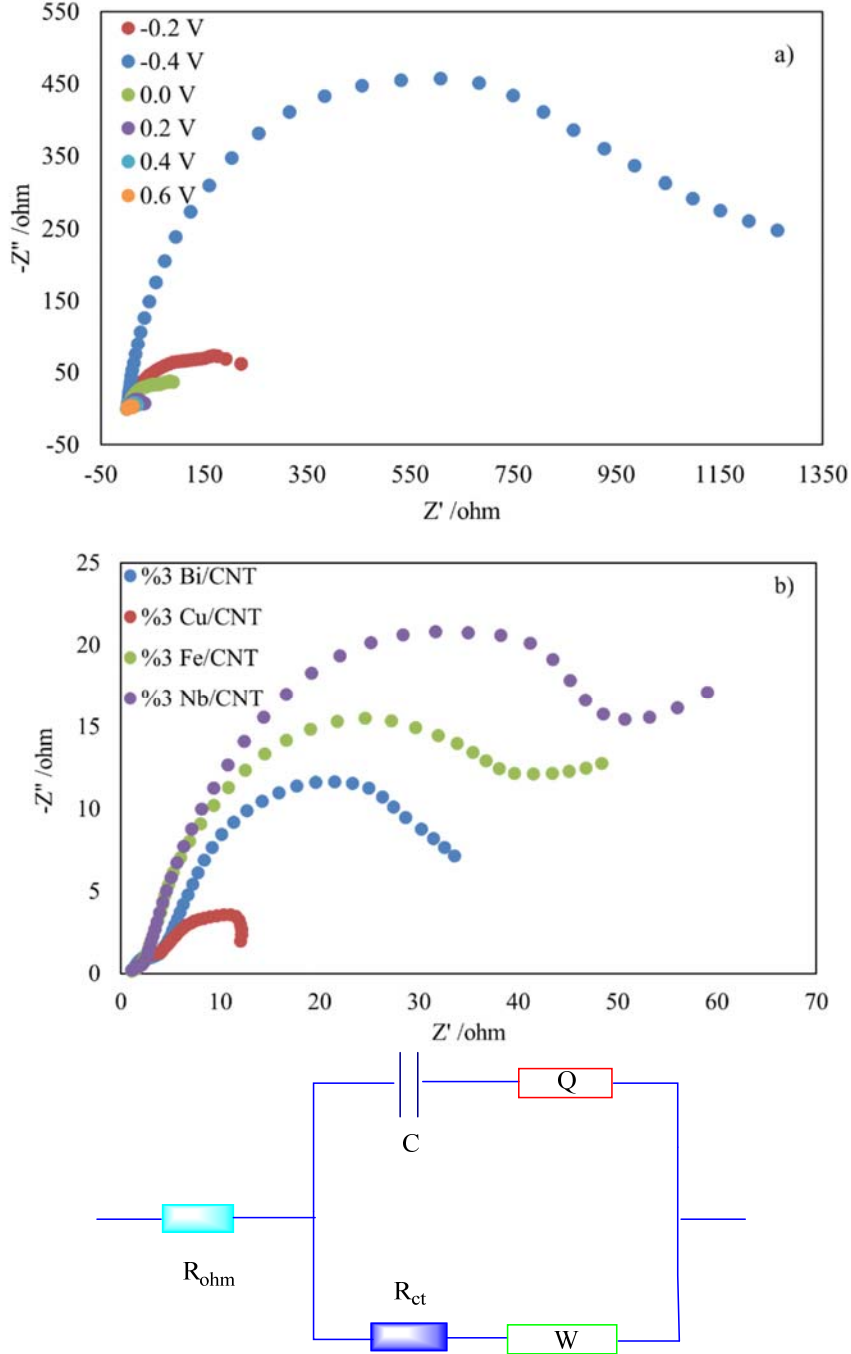 550
-0.2 V
a)
-0.4 V
450
0.0 V
0.2 V
350
0.4 V
0.6 V
250
-Z" /ohm
150
50
-50
-50 150 350 550 750 950 1150 1350
Z' /ohm
25
%3 Bi/CNT
b)
%3 Cu/CNT
20
%3 Fe/CNT
%3 Nb/CNT
15
-Z" /ohm
10
5
0
0 10 20 30 40 50 60 70
Z' /ohm
Q
C
Rohm
Rct
W